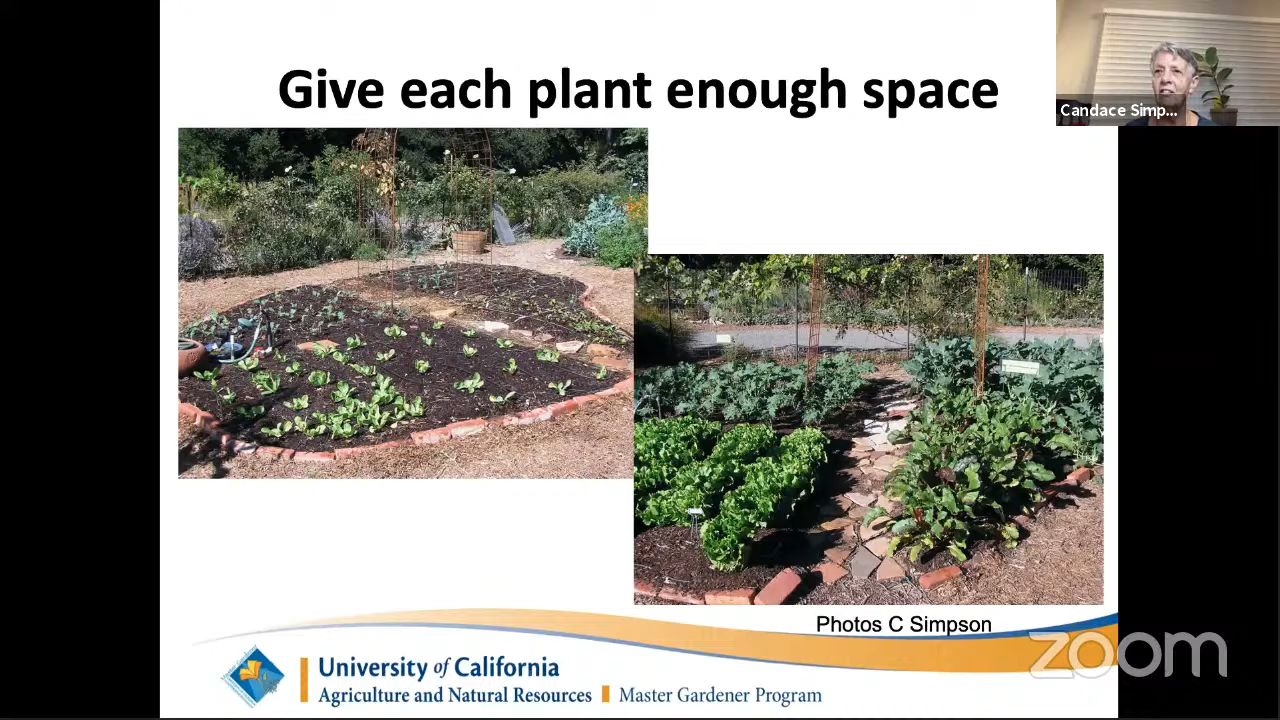 Give each plant enough space
Candace Simp...
Photos C Simpson
zoom
University of California
Agriculture and Natural Resources Master Gardener Program